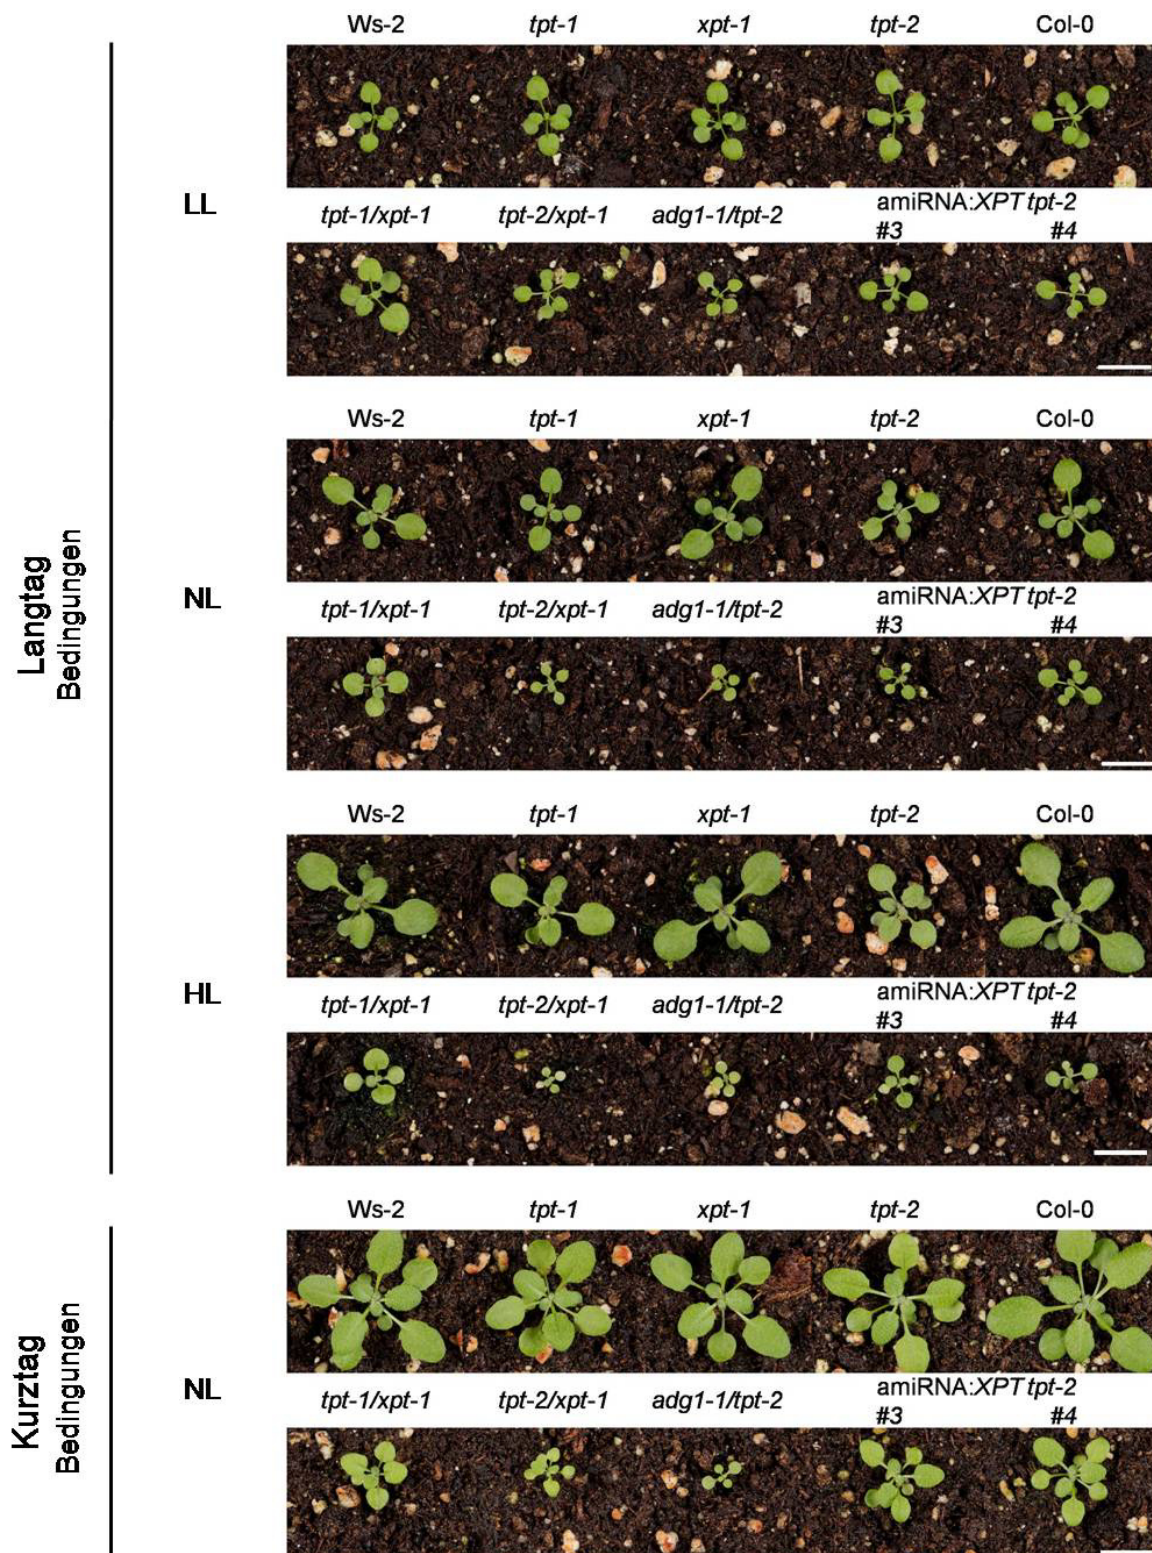 Ws-2 tpt-1 xpt-1 tpt-2 Col-0
LL
tpt-1/xpt-1 tpt-2/xpt-1 adg1-1/tpt-2 amiRNA:XPT tpt-2
#3 #4
Langtag
Bedingungen
Ws-2 tpt-1 xpt-1 tpt-2 Col-0
NL
tpt-1/xpt-1 tpt-2/xpt-1 adg1-1/tpt-2 amiRNA:XPT tpt-2
#3 #4
Ws-2 tpt-1 xpt-1 tpt-2 Col-0
HL
tpt-1/xpt-1 tpt-2/xpt-1 adg1-1/tpt-2 amiRNA:XPT tpt-2
#3 #4
Kurztag
Bedingungen
Ws-2 tpt-1 xpt-1 tpt-2 Col-0
NL
tpt-1/xpt-1 tpt-2/xpt-1 adg1-1/tpt-2 amiRNA:XPT tpt-2
#3 #4